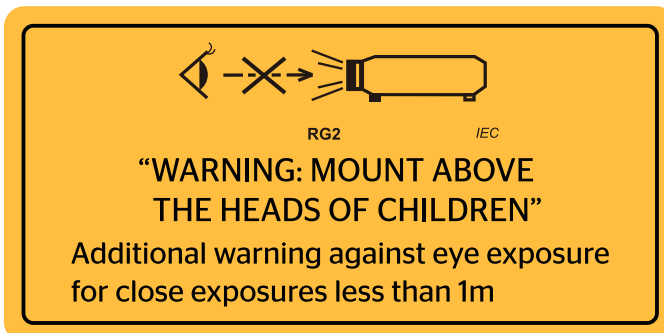 RG2 IEC
“WARNING: MOUNT ABOVE
THE HEADS OF CHILDREN”
Additional warning against eye exposure
for close exposures less than 1m